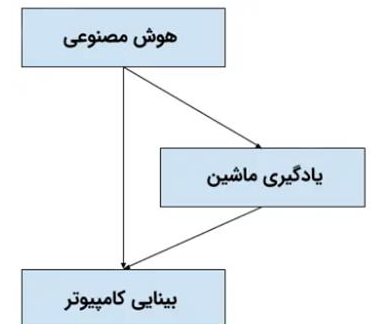 هوش مصنوعی
یادگیری ماشین
بینایی کامپیوتر